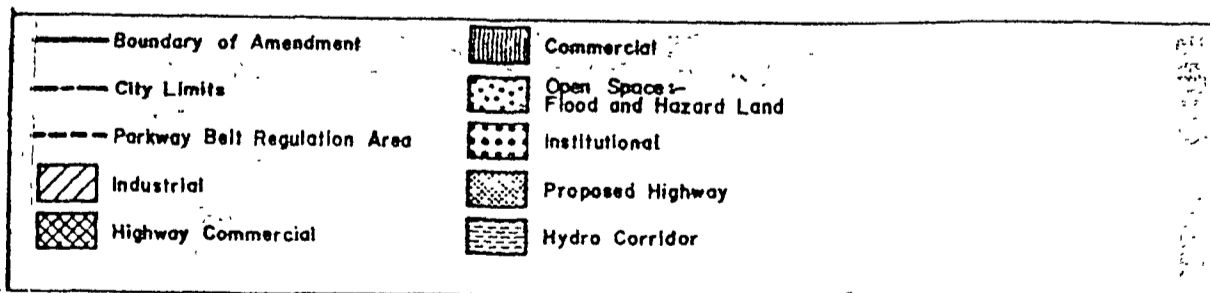 Boundary of Amendment
City Limits
Parkway Belt Regulation Area
Industrial
Highway Commercial
Commercial
Open Space:-
Flood and Hazard Land
Institutional
Proposed Highway
Hydro Corridor